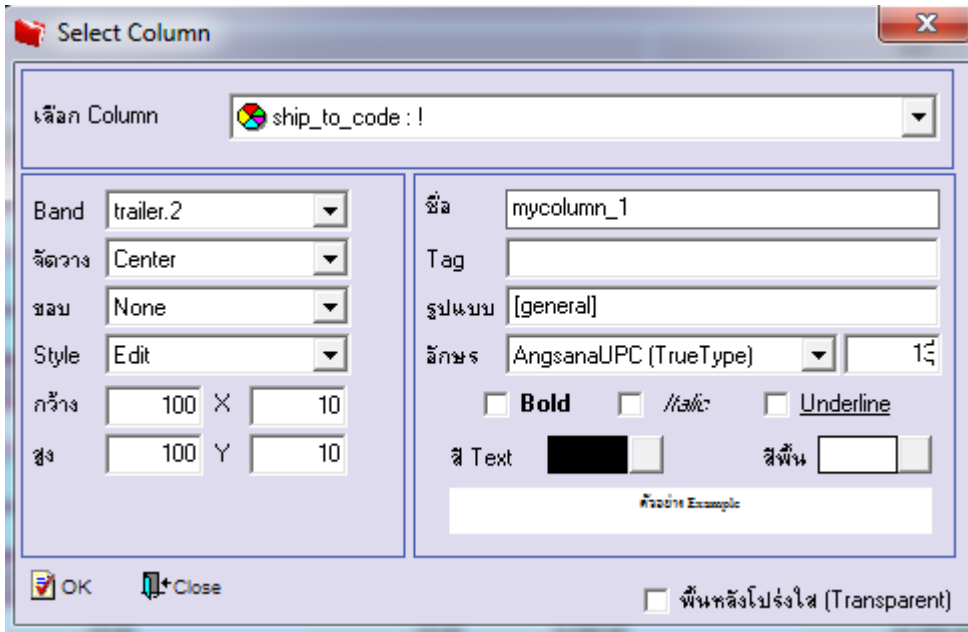 Select Column
เลือก Column ship_to_code : !
Band trailer.2
จัดวาง Center
ขอบ None
Style Edit
กว้าง 100 X 10
สูง 100 Y 10
ชื่อ mycolumn_1
Tag
รูปแบบ [general]
อักษร AngsanaUPC (TrueType)
Bold Italic Underline
สี Text สีพื้น
ตัวอย่าง Example
OK Close
พื้นหลังโปร่งใส (Transparent)